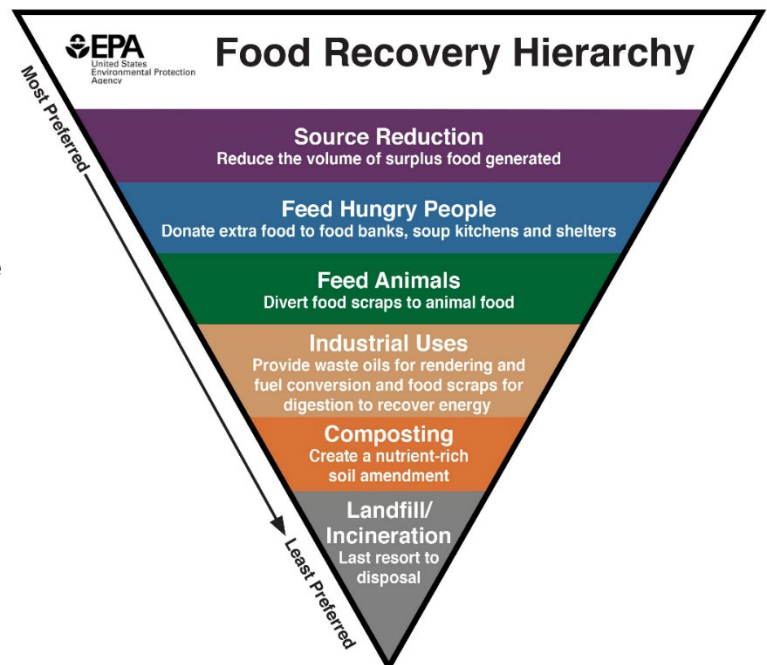 EPA
United States
Environmental Protection
Agency
Food Recovery Hierarchy
Most Preferred
Source Reduction
Reduce the volume of surplus food generated
Feed Hungry People
Donate extra food to food banks, soup kitchens and shelters
Feed Animals
Divert food scraps to animal food
Industrial Uses
Provide waste oils for rendering and
fuel conversion and food scraps for
digestion to recover energy
Composting
Create a nutrient-rich
soil amendment
Landfill/
Incineration
Last resort to
disposal
Least Preferred